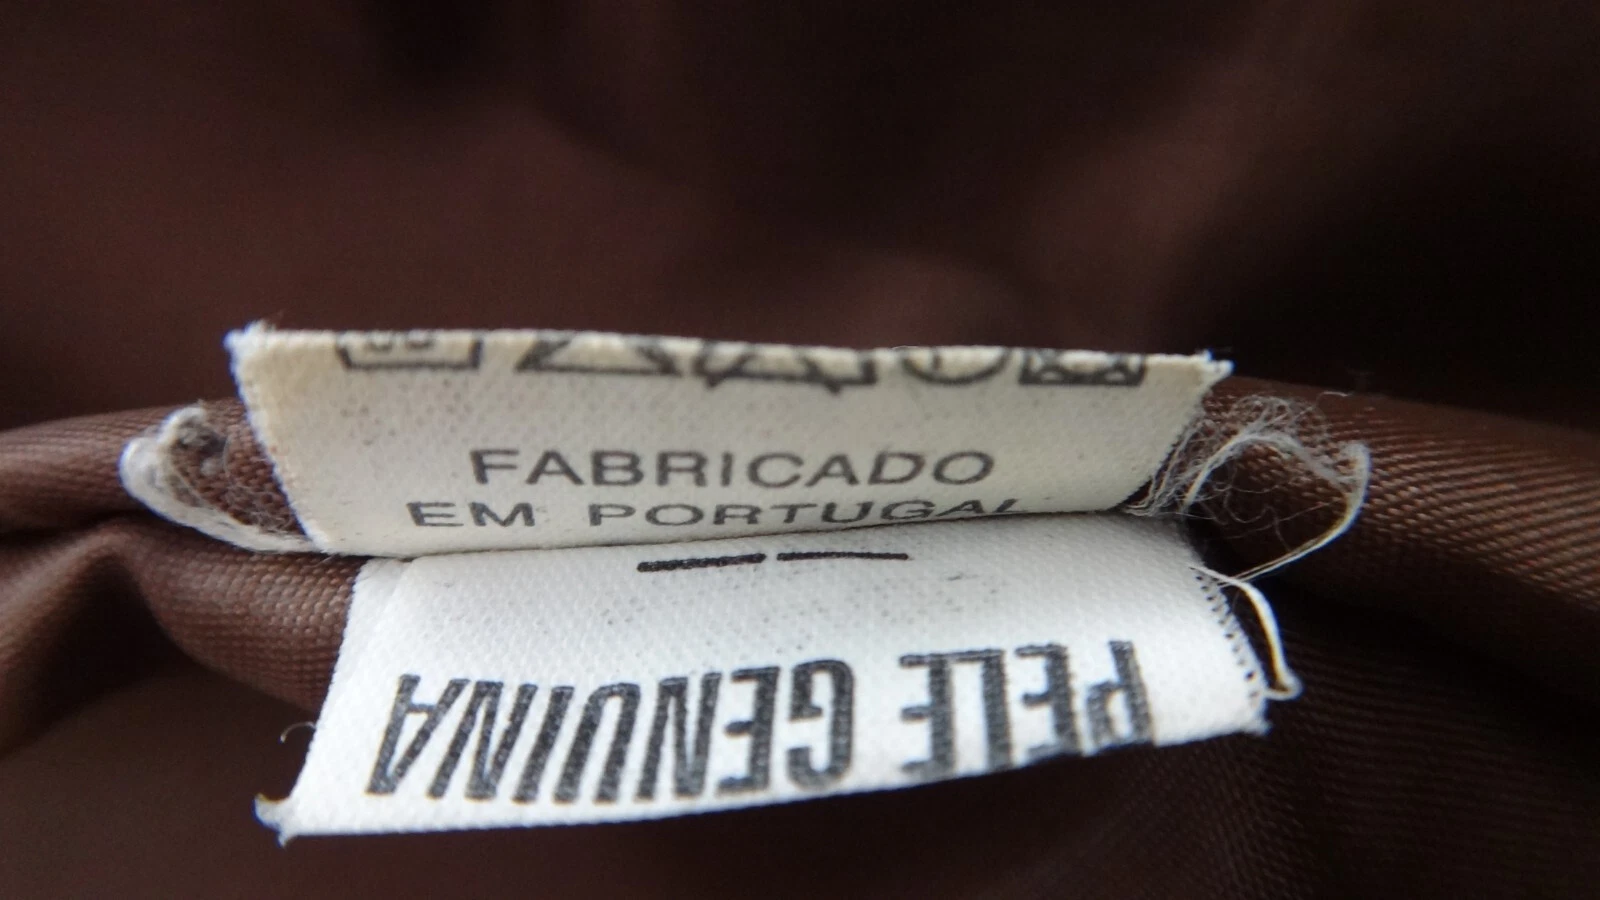 FABRICADO
EM PORTUGAL
PELE GENUINA